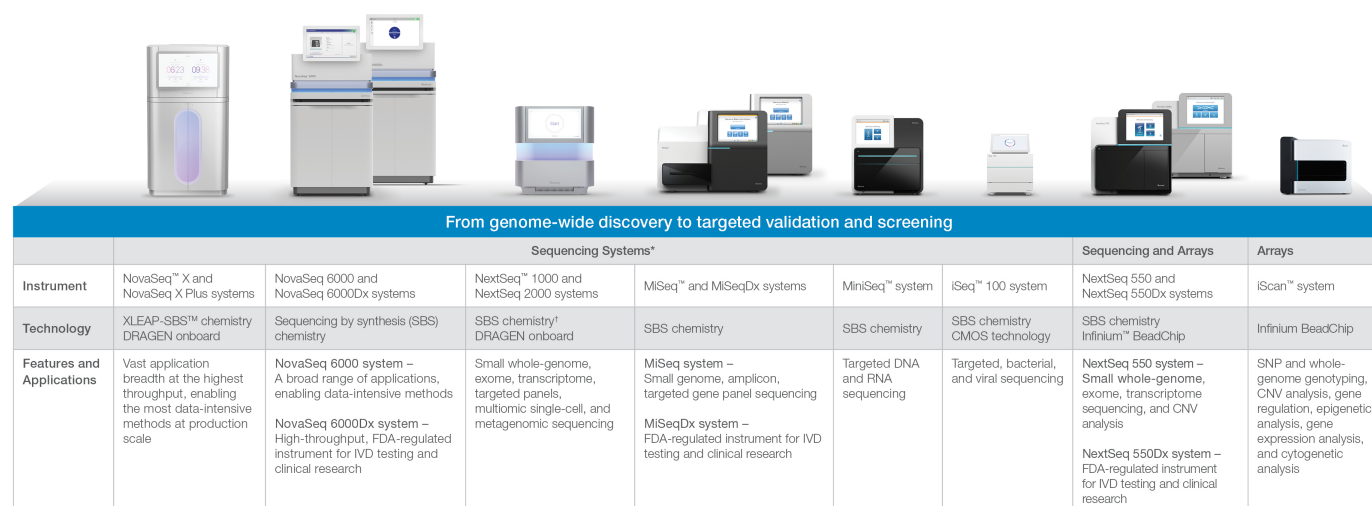 From genome-wide discovery to targeted validation and screening
Sequencing Systems*
Sequencing and Arrays
Arrays
Instrument
NovaSeq™ X and
NovaSeq X Plus systems
NovaSeq 6000 and
NovaSeq 6000Dx systems
NextSeq™ 1000 and
NextSeq 2000 systems
MiSeq™ and MiSeqDx systems
MiniSeq™ system
iSeq™ 100 system
NextSeq 550 and
NextSeq 550Dx systems
iScan™ system
Technology
XLEAP-SBS™ chemistry
DRAGEN onboard
Sequencing by synthesis (SBS)
chemistry
SBS chemistry†
DRAGEN onboard
SBS chemistry
SBS chemistry
SBS chemistry
CMOS technology
SBS chemistry
Infinium™ BeadChip
Infinium BeadChip
Features and
Applications
Vast application
breadth at the highest
throughput, enabling
the most data-intensive
methods at production
scale
NovaSeq 6000 system –
A broad range of applications,
enabling data-intensive methods
NovaSeq 6000Dx system –
High-throughput, FDA-regulated
instrument for IVD testing and
clinical research
Small whole-genome,
exome, transcriptome,
targeted panels,
multiomic single-cell, and
metagenomic sequencing
MiSeq system –
Small genome, amplicon,
targeted gene panel sequencing
MiSeqDx system –
FDA-regulated instrument for IVD
testing and clinical research
Targeted DNA
and RNA
sequencing
Targeted, bacterial,
and viral sequencing
NextSeq 550 system –
Small whole-genome,
exome, transcriptome
sequencing, and CNV
analysis
NextSeq 550Dx system –
FDA-regulated instrument
for IVD testing and clinical
research
SNP and whole-
genome genotyping,
CNV analysis, gene
regulation, epigenetic
analysis, gene
expression analysis,
and cytogenetic
analysis